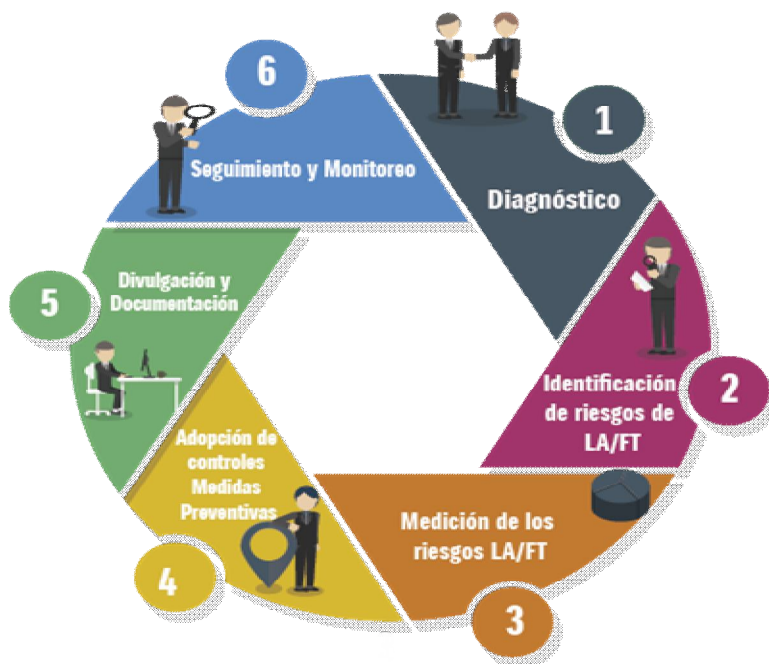 1
Diagnóstico
2
Identificación
de riesgos de
LA/FT
3
Medición de los
riesgos LA/FT
4
Adopción de
controles
Medidas
Preventivas
5
Divulgación y
Documentación
6
Seguimiento y Monitoreo